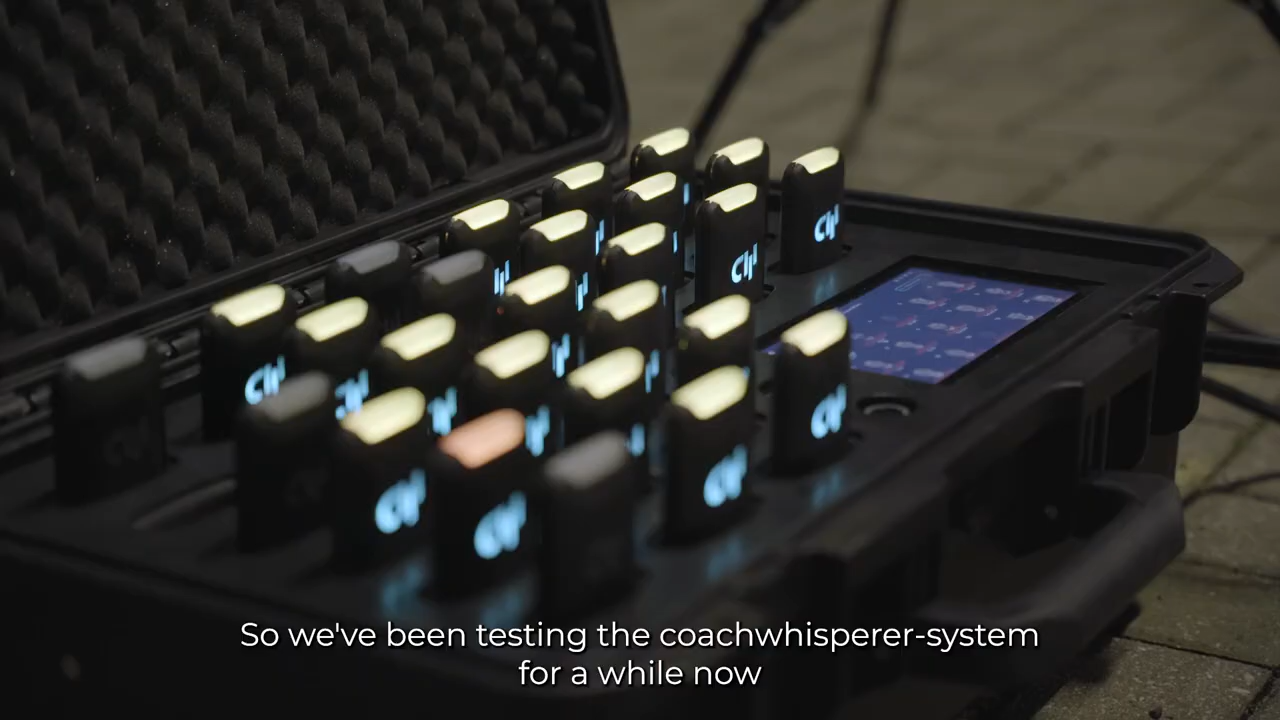 So we've been testing the coachwhisperer-system
for a while now